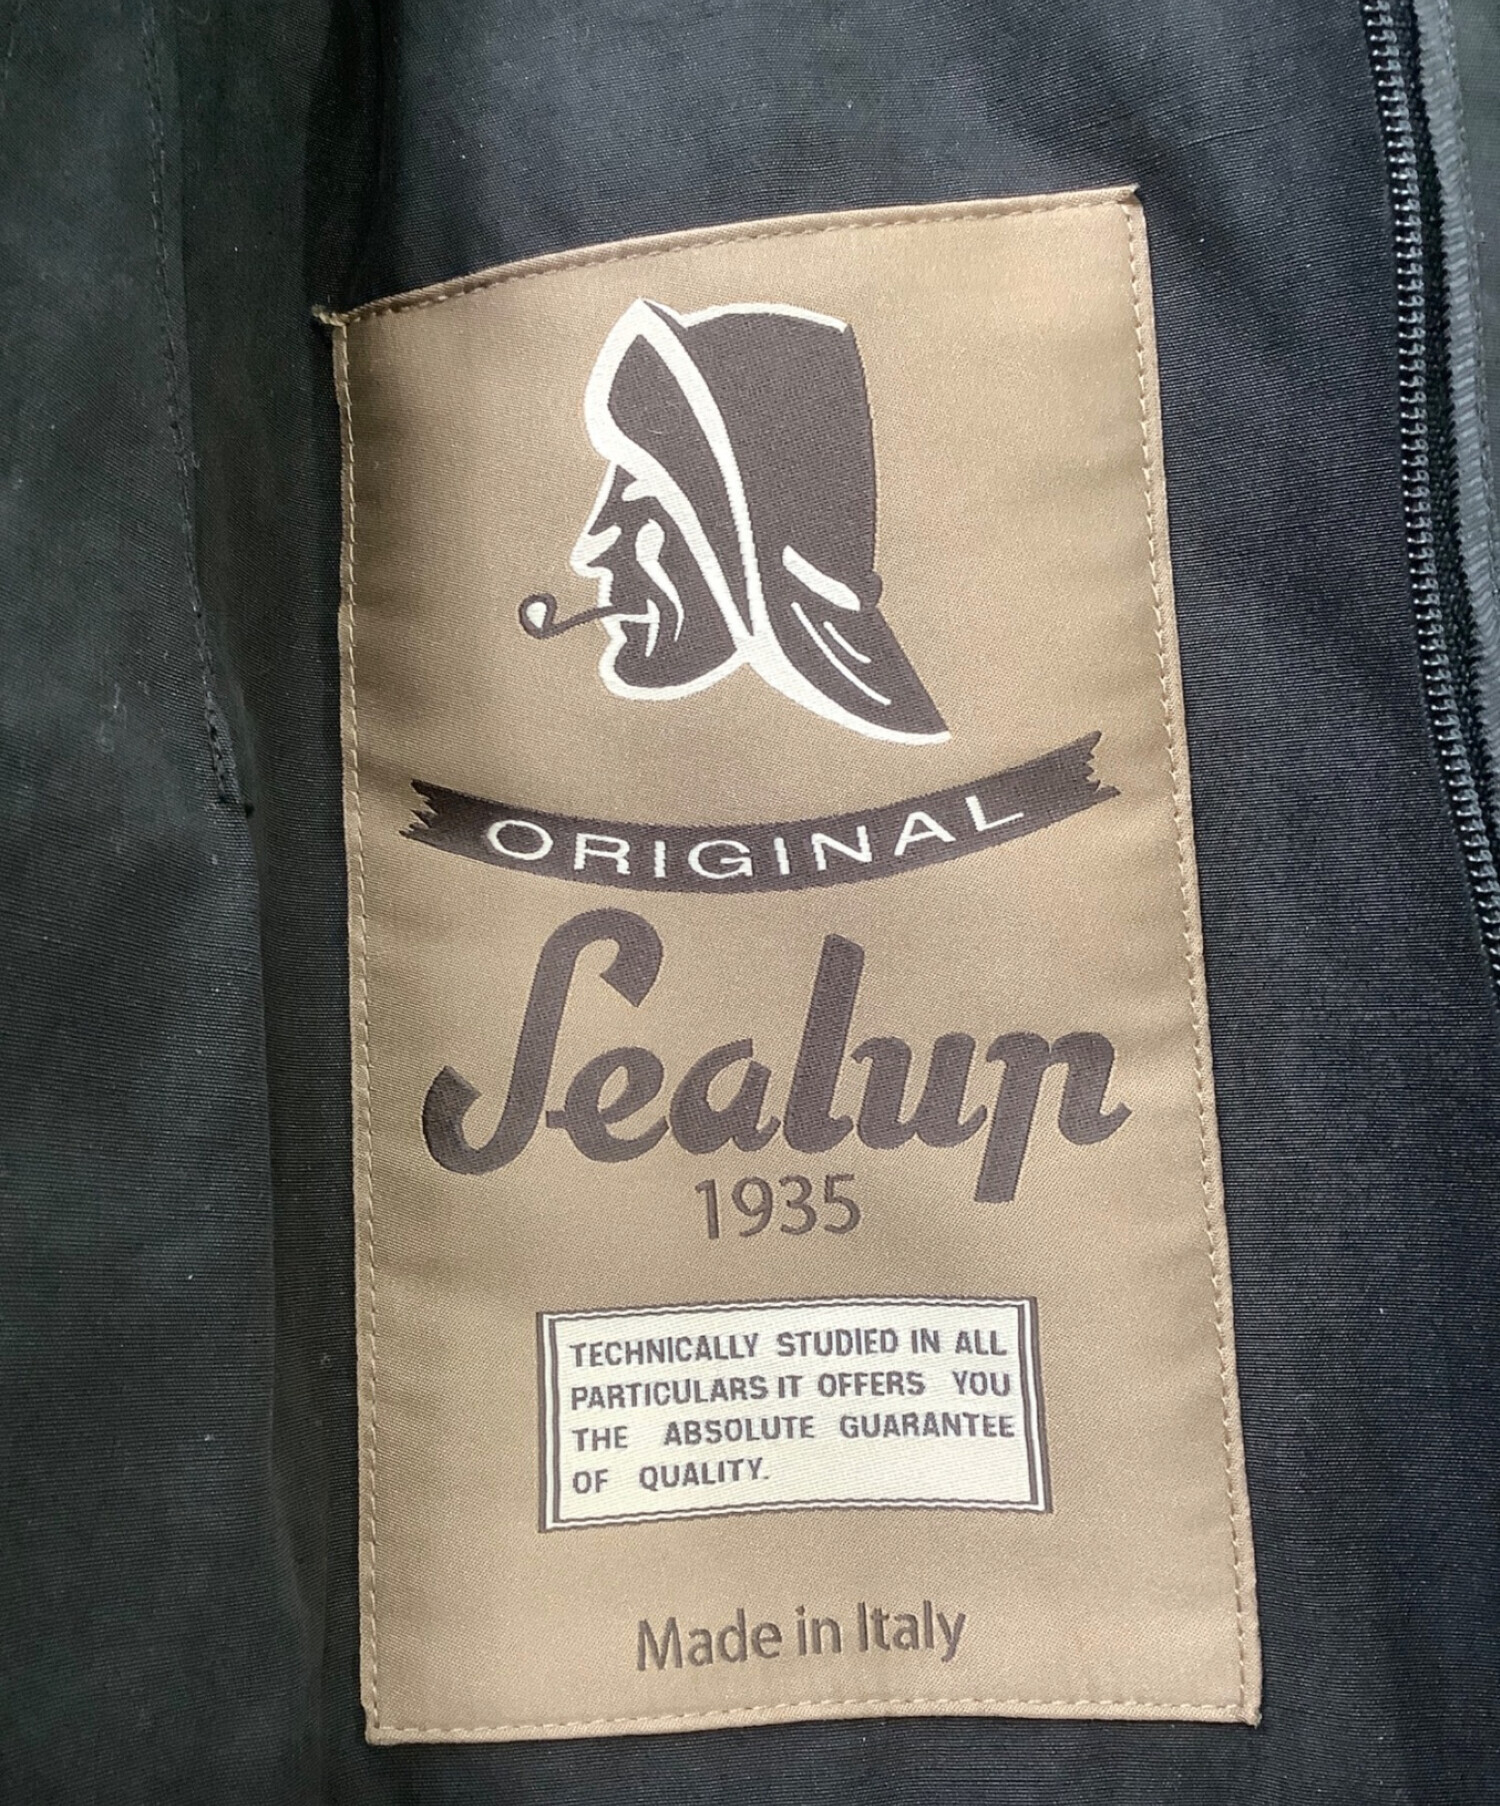 ORIGINAL
Sealup
1935
TECHNICALLY STUDIED IN ALL
PARTICULARS IT OFFERS YOU
THE ABSOLUTE GUARANTEE
OF QUALITY.
Made in Italy